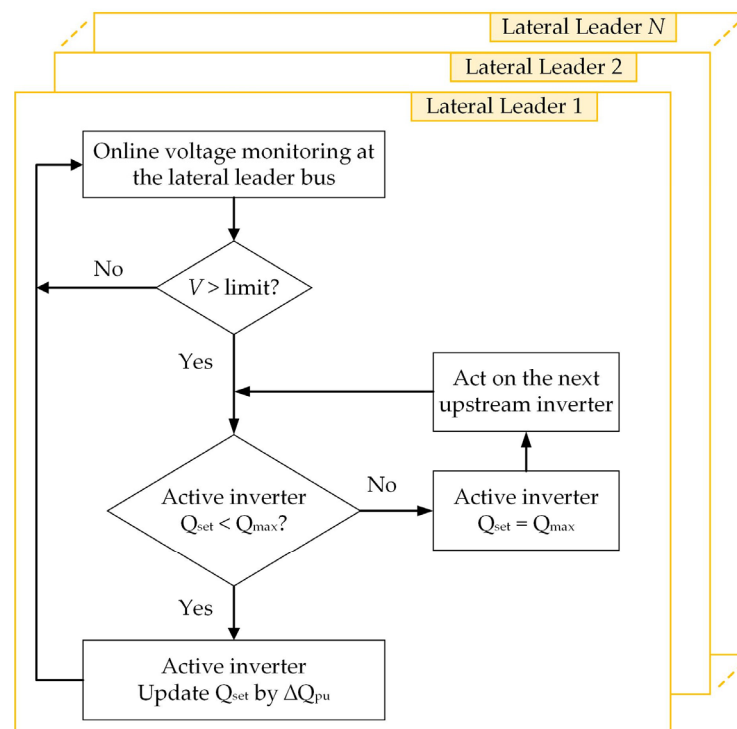 Lateral Leader N
Lateral Leader 2
Lateral Leader 1
Online voltage monitoring at
the lateral leader bus
No
V > limit?
Yes
Act on the next
upstream inverter
Active inverter
Qset < Qmax?
No
Active inverter
Qset = Qmax
Yes
Active inverter
Update Qset by ΔQpu